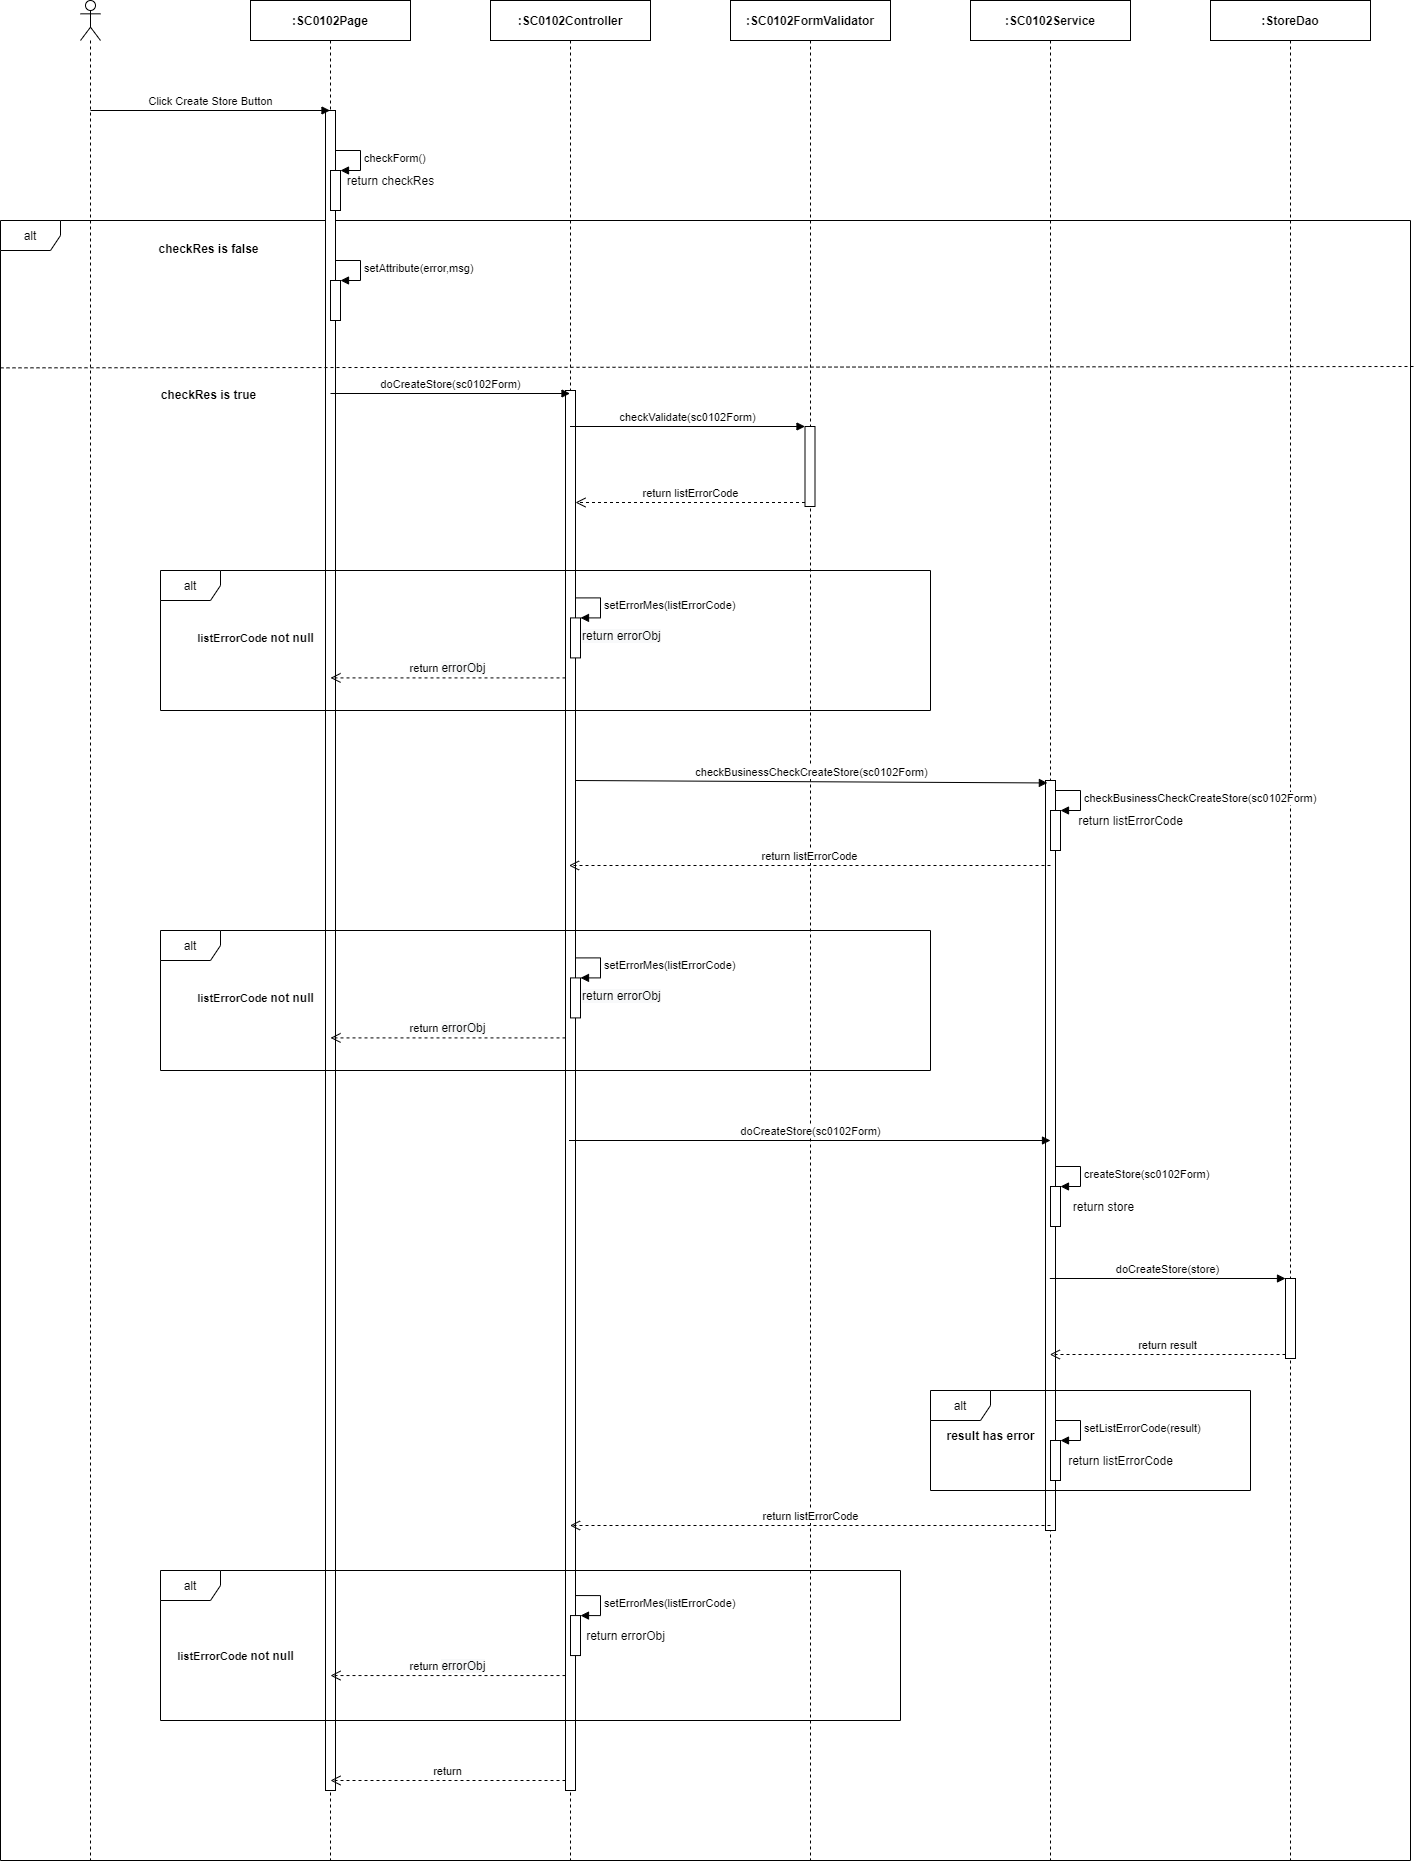 :SC0102Page
:SC0102Controller
:SC0102FormValidator
:SC0102Service
:StoreDao
Click Create Store Button
checkForm()
return checkRes
alt
checkRes is false
setAttribute(error,msg)
checkRes is true
doCreateStore(sc0102Form)
checkValidate(sc0102Form)
return listErrorCode
alt
setErrorMes(listErrorCode)
listErrorCode not null
return errorObj
return errorObj
checkBusinessCheckCreateStore(sc0102Form)
checkBusinessCheckCreateStore(sc0102Form)
return listErrorCode
return listErrorCode
alt
setErrorMes(listErrorCode)
listErrorCode not null
return errorObj
return errorObj
doCreateStore(sc0102Form)
createStore(sc0102Form)
return store
doCreateStore(store)
return result
alt
setListErrorCode(result)
result has error
return listErrorCode
return listErrorCode
alt
setErrorMes(listErrorCode)
return errorObj
listErrorCode not null
return errorObj
return